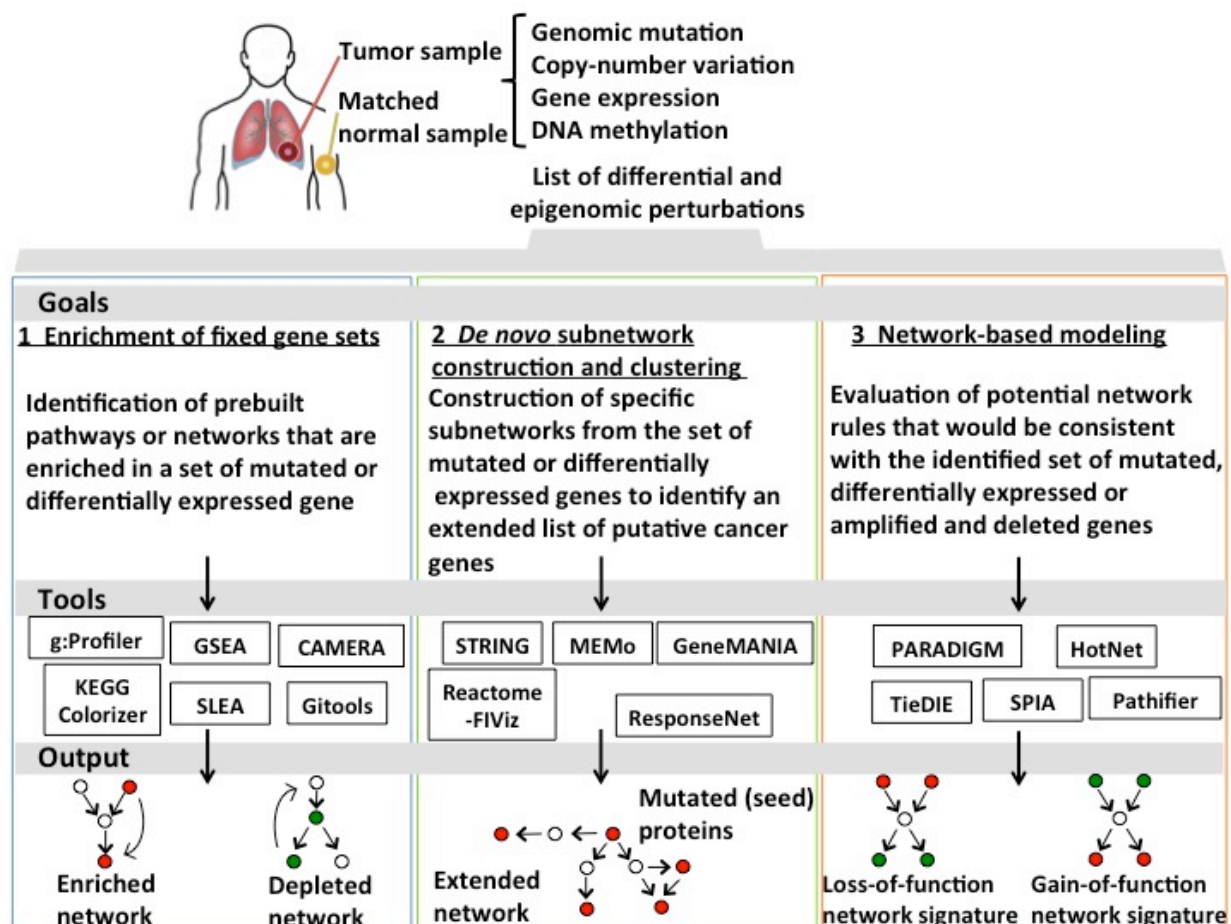 Tumor sample
Matched
normal sample
Genomic mutation
Copy-number variation
Gene expression
DNA methylation
List of differential and
epigenomic perturbations
Goals
1 Enrichment of fixed gene sets
Identification of prebuilt
pathways or networks that are
enriched in a set of mutated or
differentially expressed gene
2 De novo subnetwork
construction and clustering
Construction of specific
subnetworks from the set of
mutated or differentially
expressed genes to identify an
extended list of putative cancer
genes
3 Network-based modeling
Evaluation of potential network
rules that would be consistent
with the identified set of mutated,
differentially expressed or
amplified and deleted genes
Tools
g:Profiler
GSEA
CAMERA
KEGG
Colorizer
SLEA
Gitools
STRING
MEMo
GeneMANIA
Reactome
-FIViz
ResponseNet
PARADIGM
HotNet
TieDIE
SPIA
Pathifier
Output
Enriched
network
Depleted
network
Mutated (seed)
proteins
Extended
network
Loss-of-function
network signature
Gain-of-function
network signature